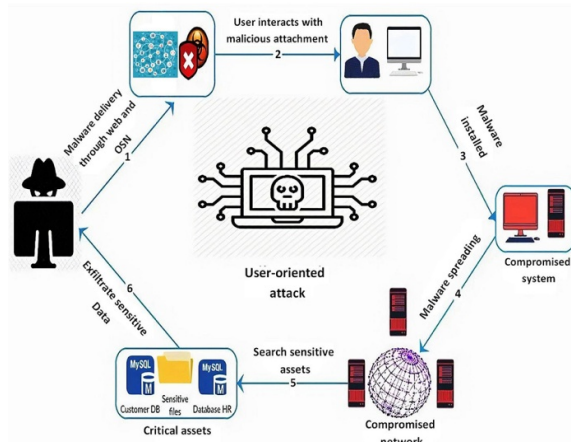 User interacts with
malicious attachment
2
Malware delivery
through web and
OSN
1
Malware
installed
3
Compromised
system
User-oriented
attack
Malware spreading
4
Exfiltrate sensitive
Data
6
Search sensitive
assets
5
MySQL
Customer DB
Sensitive
files
MySQL
Database HR
Critical assets
Compromised
network